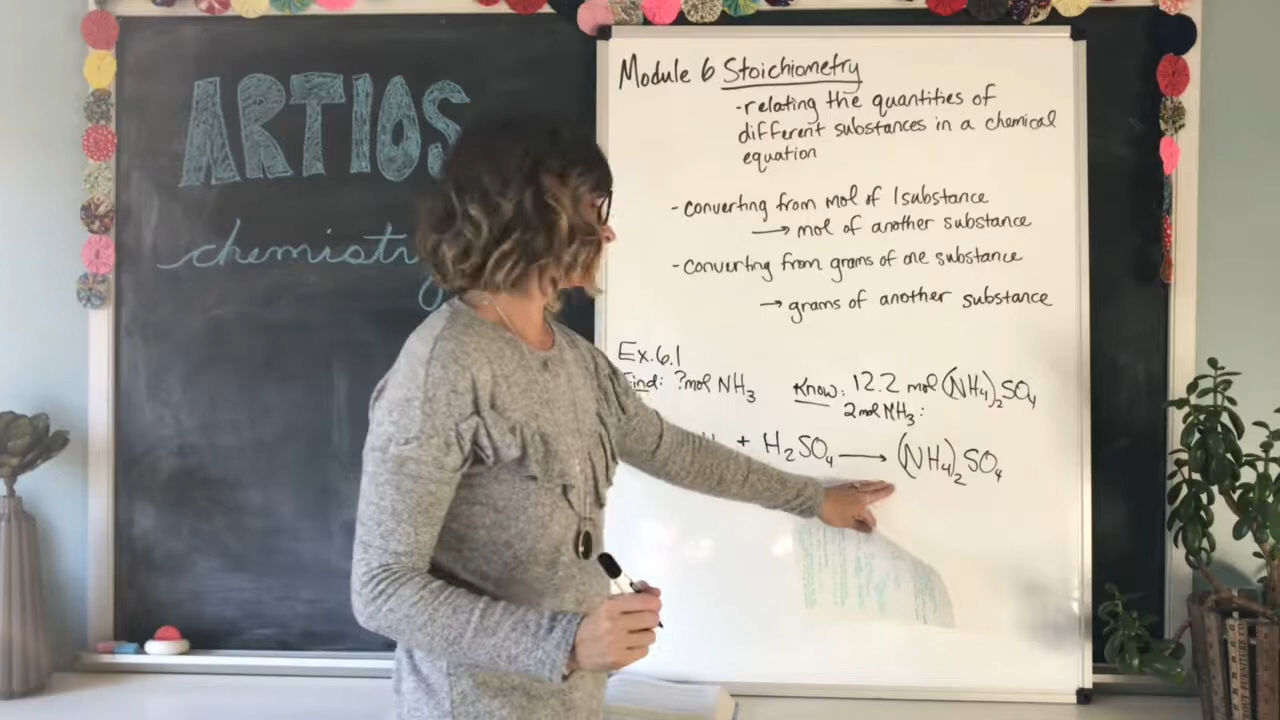 ARTIOS
chemistry
Module 6 Stoichiometry
-relating the quantities of
different substances in a chemical
equation
-converting from mol of 1 substance
→ mol of another substance
-converting from grams of one substance
→ grams of another substance
Ex.6.1
Find: ?mol NH₃ Know: 12.2 mol (NH₄)₂SO₄
2 mol NH₃:
+ H₂SO₄ → (NH₄)₂SO₄